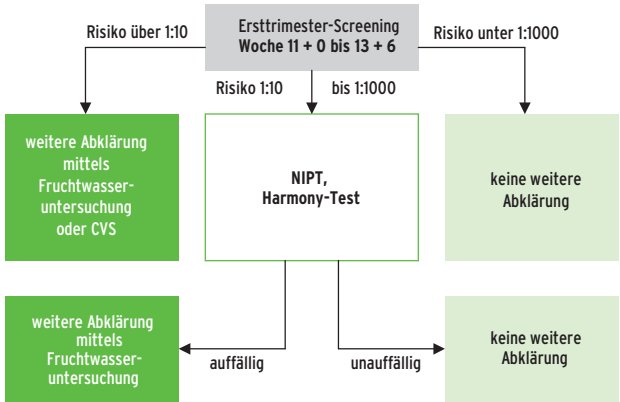 Ersttrimester-Screening
Woche 11 + 0 bis 13 + 6
Risiko über 1:10
Risiko unter 1:1000
Risiko 1:10
bis 1:1000
weitere Abklärung
mittels
Fruchtwasser-
untersuchung
oder CVS
NIPT,
Harmony-Test
keine weitere
Abklärung
weitere Abklärung
mittels
Fruchtwasser-
untersuchung
auffällig
unauffällig
keine weitere
Abklärung